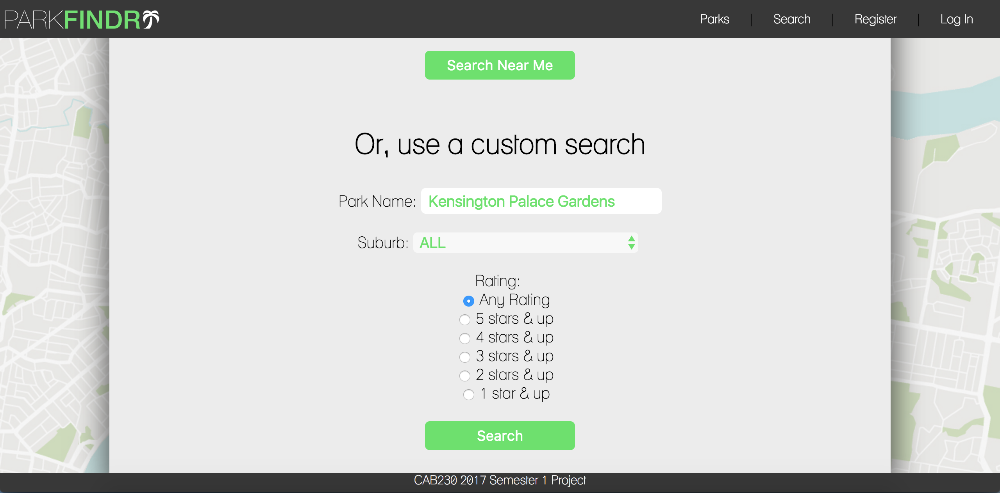 PARKFINDR
Parks | Search | Register | Log In
Search Near Me
Or, use a custom search
Park Name: Kensington Palace Gardens
Suburb: ALL
Rating:
Any Rating
5 stars & up
4 stars & up
3 stars & up
2 stars & up
1 star & up
Search
CAB230 2017 Semester 1 Project